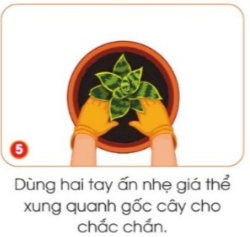 5
Dùng hai tay ấn nhẹ giá thể
xung quanh gốc cây cho
chắc chắn.